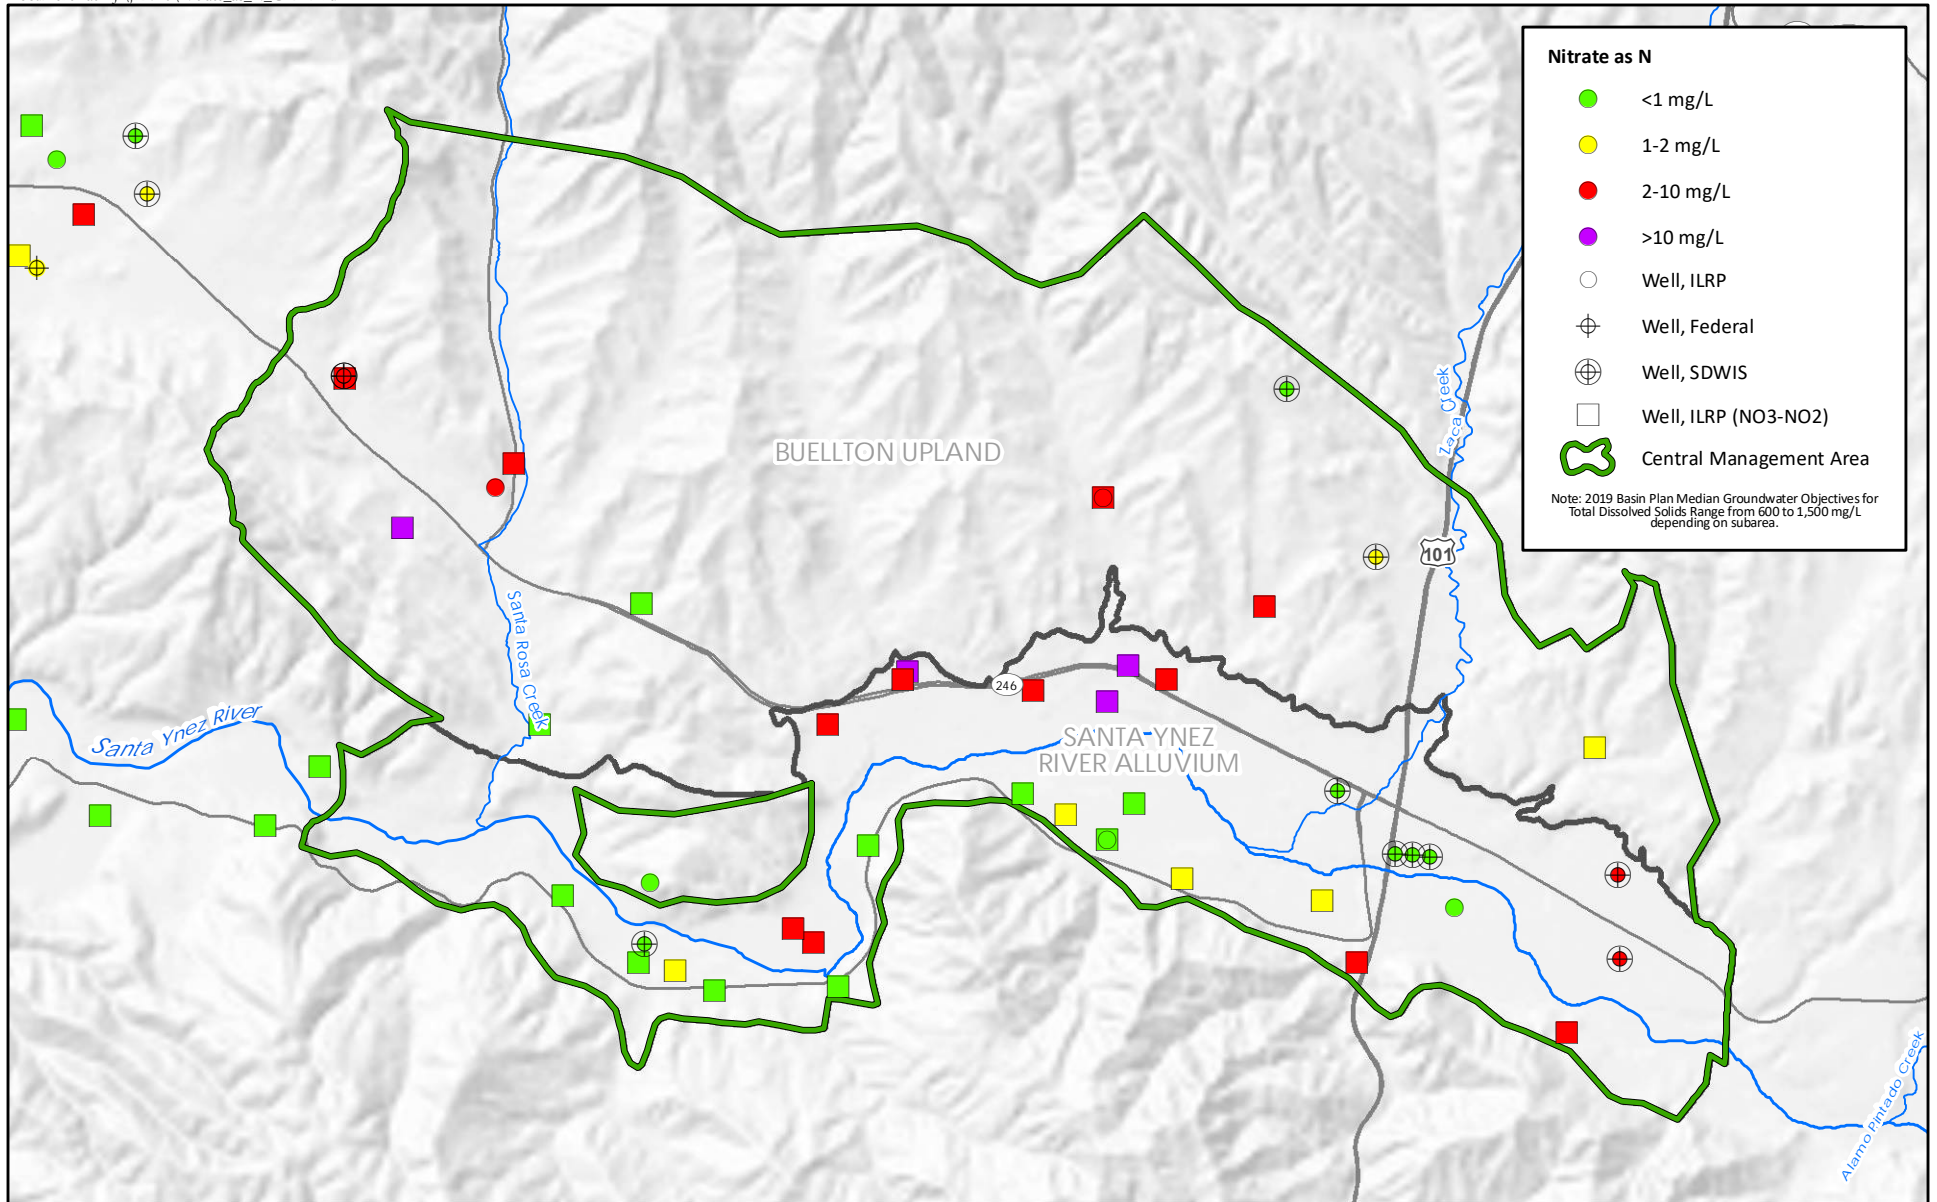 Nitrate as N
<1 mg/L
1-2 mg/L
2-10 mg/L
>10 mg/L
Well, ILRP
Well, Federal
Well, SDWIS
Well, ILRP (NO3-NO2)
Central Management Area
Note: 2019 Basin Plan Median Groundwater Objectives for
Total Dissolved Solids Range from 600 to 1,500 mg/L
depending on subarea.
BUELLTON UPLAND
Zaca Creek
101
Santa Rosa Creek
246
Santa Ynez River
SANTA YNEZ
RIVER ALLUVIUM
Alamo Pintado Creek